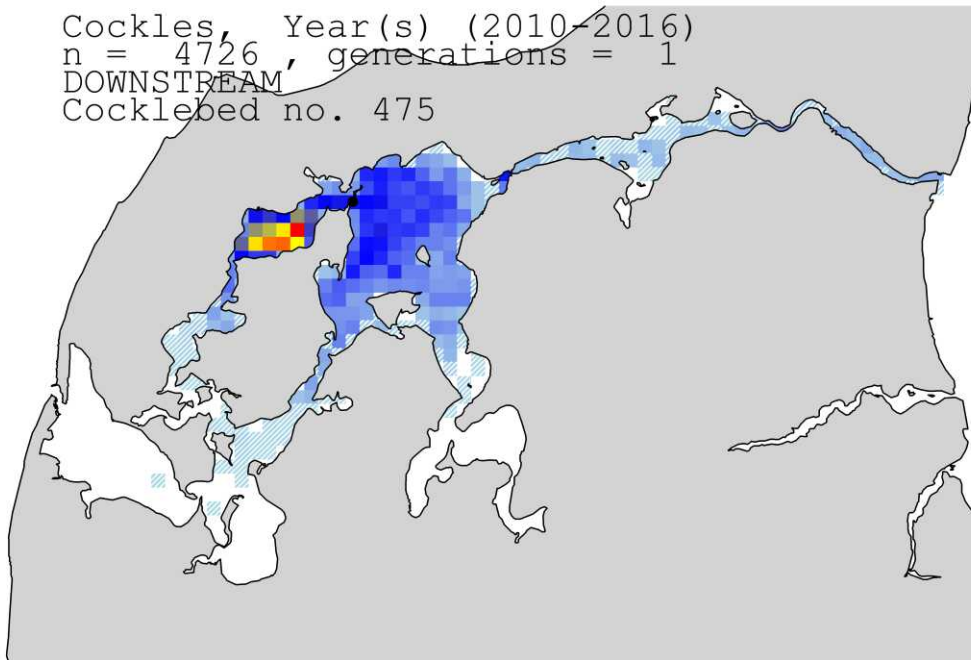 Cockles,  Year(s) (2010-2016)
n =  4726 , generations =  1
DOWNSTREAM
Cocklebed no. 475